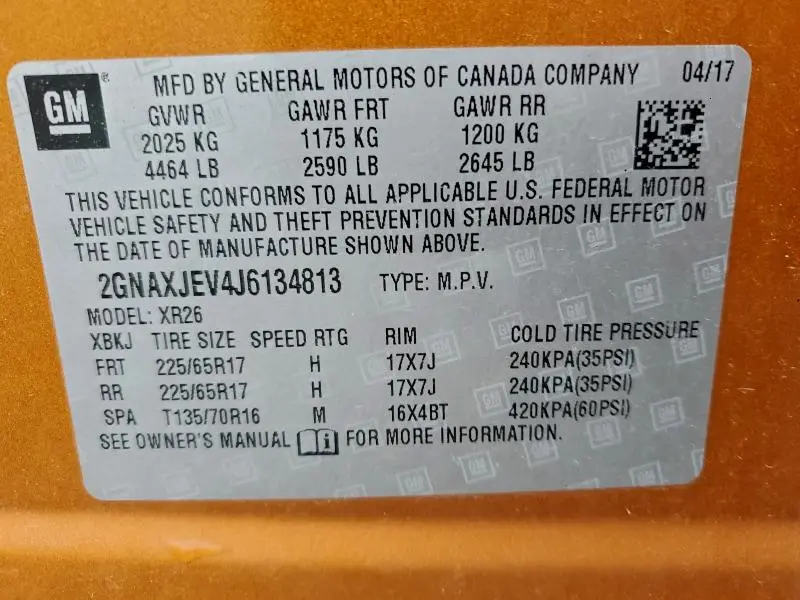 GM ® MFD BY GENERAL MOTORS OF CANADA COMPANY 04/17
GVWR GAWR FRT GAWR RR
2025 KG 1175 KG 1200 KG
4464 LB 2590 LB 2645 LB
THIS VEHICLE CONFORMS TO ALL APPLICABLE U.S. FEDERAL MOTOR
VEHICLE SAFETY AND THEFT PREVENTION STANDARDS IN EFFECT ON
THE DATE OF MANUFACTURE SHOWN ABOVE.
2GNAXJEV4J6134813 TYPE: M.P.V.
MODEL: XR26
XBKJ TIRE SIZE SPEED RTG RIM COLD TIRE PRESSURE
FRT 225/65R17 H 17X7J 240KPA(35PSI)
RR 225/65R17 H 17X7J 240KPA(35PSI)
SPA T135/70R16 M 16X4BT 420KPA(60PSI)
SEE OWNER'S MANUAL i FOR MORE INFORMATION.